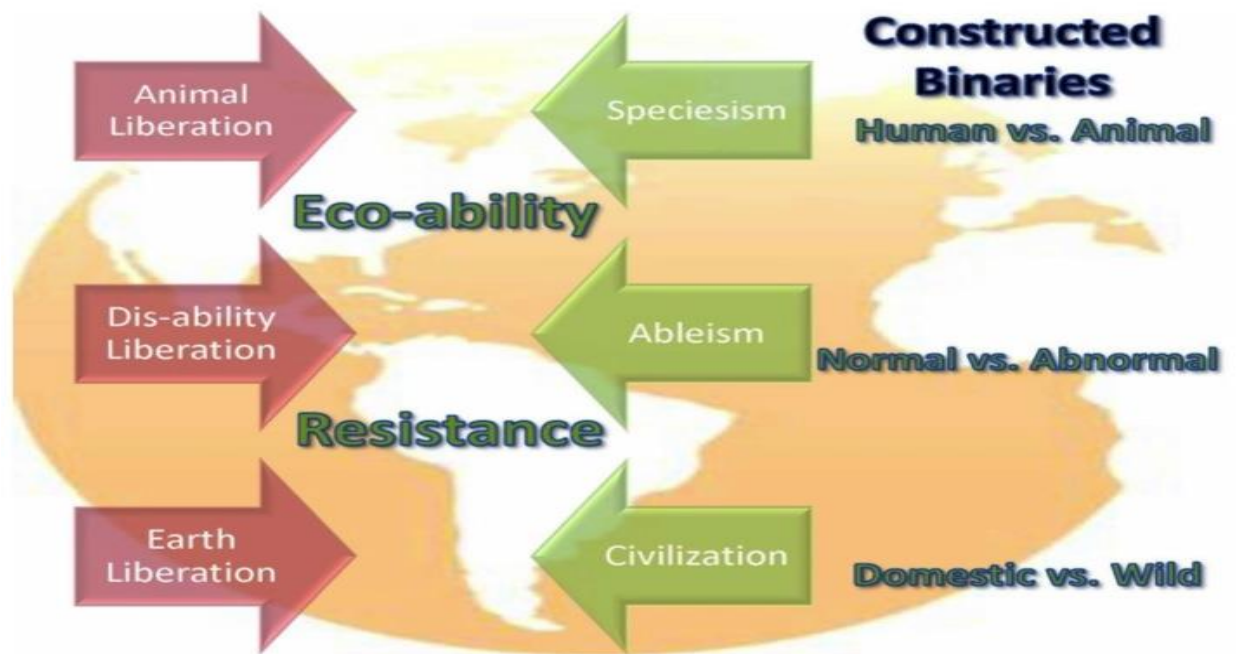 Constructed
Binaries
Animal
Liberation
Speciesism
Human vs. Animal
Eco-ability
Dis-ability
Liberation
Ableism
Normal vs. Abnormal
Resistance
Earth
Liberation
Civilization
Domestic vs. Wild